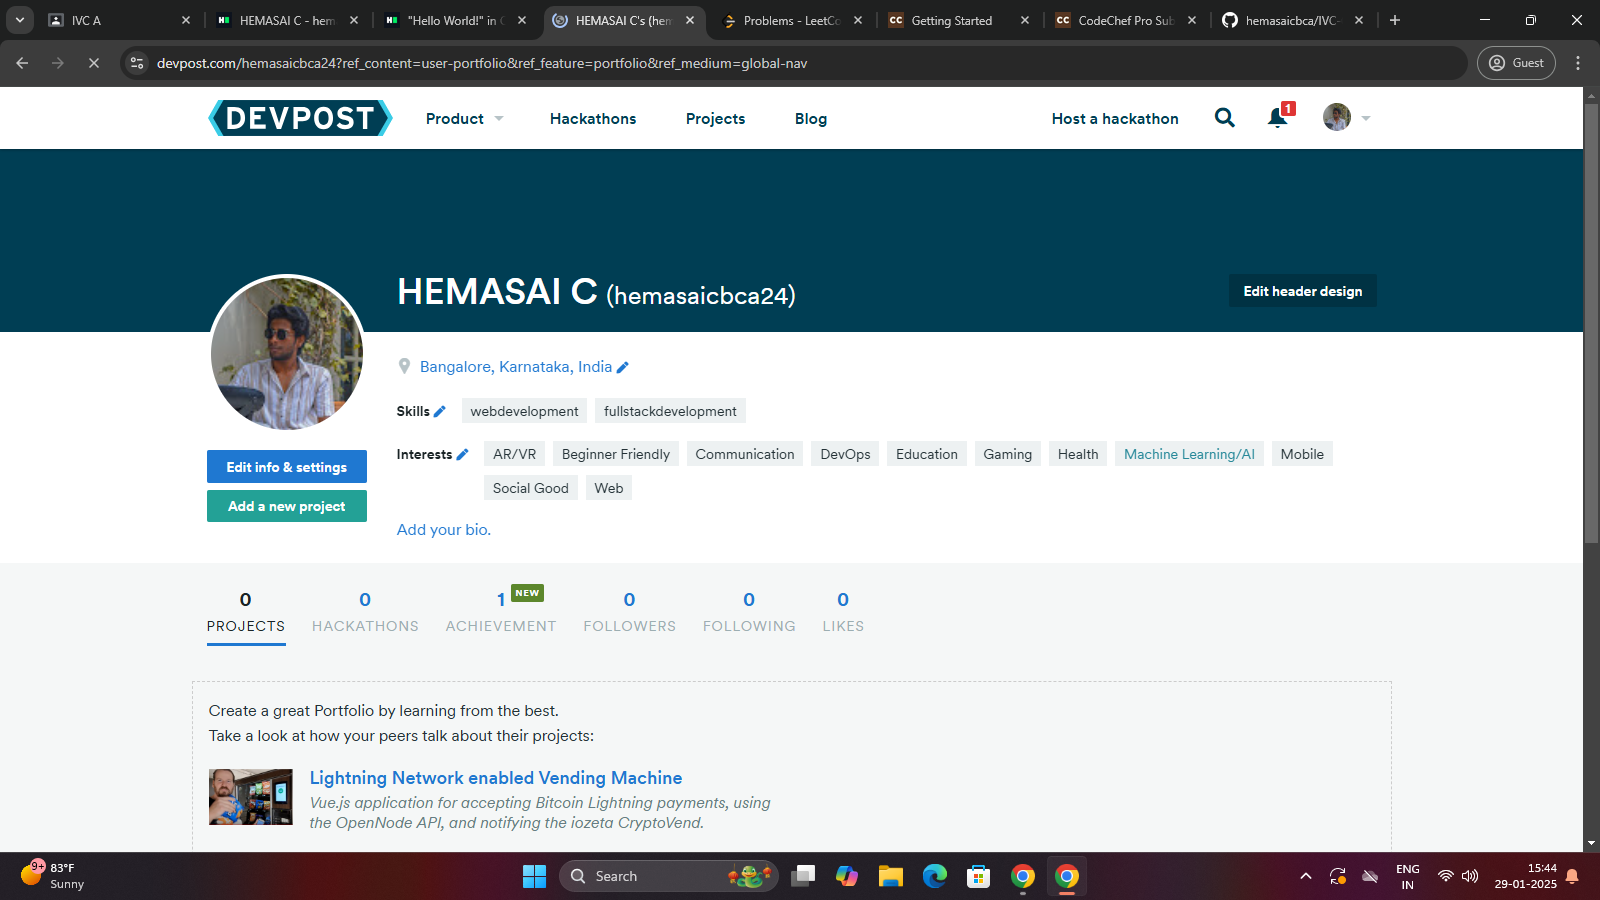 IVC A
HEMASAI C - hem
"Hello World!" in C
HEMASAI C's (hem
Problems - LeetCo
CC Getting Started
CC CodeChef Pro Sub
hemasaicbca/IVC-
devpost.com/hemasaicbca24?ref_content=user-portfolio&ref_feature=portfolio&ref_medium=global-nav
Guest
DEVPOST
Product
Hackathons
Projects
Blog
Host a hackathon
1
HEMASAI C (hemasaicbca24)
Edit header design
Bangalore, Karnataka, India
Skills webdevelopment fullstackdevelopment
Interests AR/VR Beginner Friendly Communication DevOps Education Gaming Health Machine Learning/AI Mobile
Social Good Web
Edit info & settings
Add a new project
Add your bio.
0 0 1 NEW 0 0 0
PROJECTS HACKATHONS ACHIEVEMENT FOLLOWERS FOLLOWING LIKES
Create a great Portfolio by learning from the best.
Take a look at how your peers talk about their projects:
Lightning Network enabled Vending Machine
Vue.js application for accepting Bitcoin Lightning payments, using
the OpenNode API, and notifying the iozeta CryptoVend.
9+
83°F
Sunny
Search
ENG
IN
15:44
29-01-2025